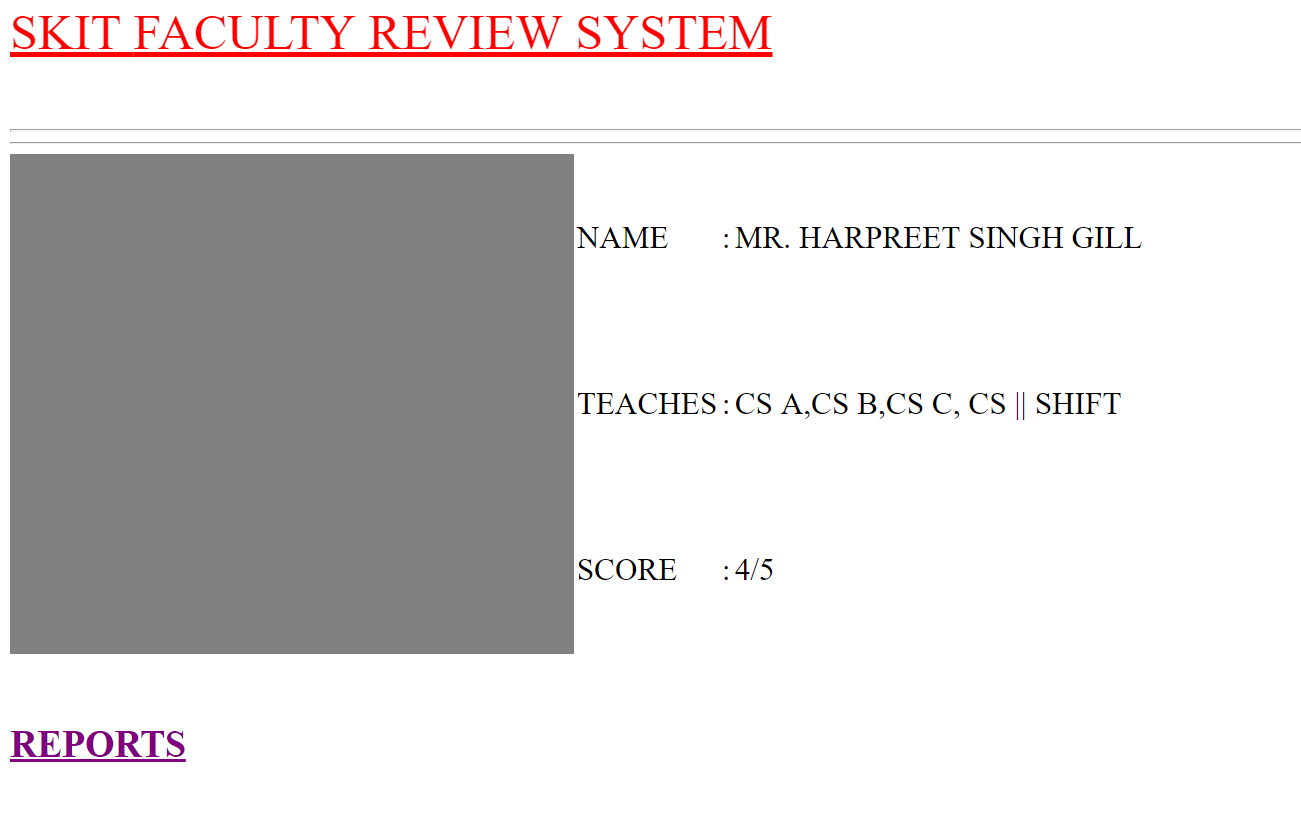 SKIT FACULTY REVIEW SYSTEM
NAME : MR. HARPREET SINGH GILL
TEACHES : CS A,CS B,CS C, CS || SHIFT
SCORE : 4/5
REPORTS